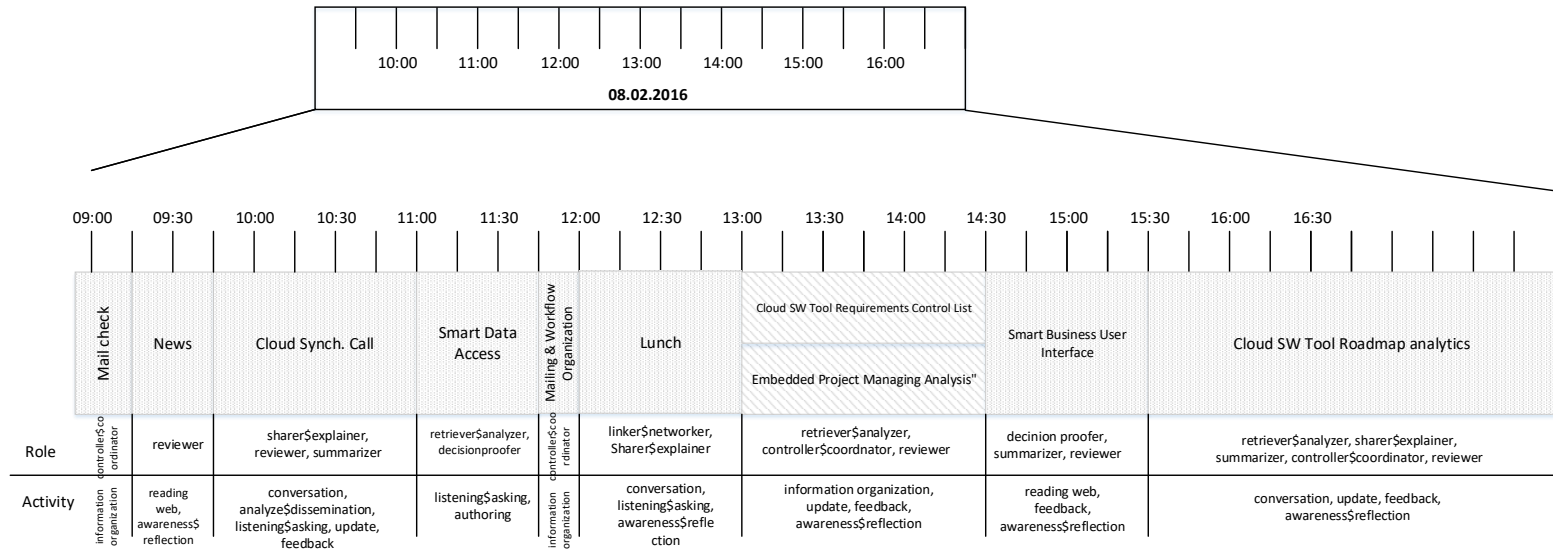 10:00 11:00 12:00 13:00 14:00 15:00 16:00
08.02.2016
09:00 09:30 10:00 10:30 11:00 11:30 12:00 12:30 13:00 13:30 14:00 14:30 15:00 15:30 16:00 16:30
Mail check
News
Cloud Synch. Call
Smart Data
Access
Mailing & Workflow
Organization
Lunch
Cloud SW Tool Requirements Control List
Embedded Project Managing Analysis"
Smart Business User
Interface
Cloud SW Tool Roadmap analytics
Role
controller$co
ordinator
reviewer
sharer$explainer,
reviewer, summarizer
retriever$analyzer,
decisionproofer
controller$coo
rdinator
linker$networker,
Sharer$explainer
retriever$analyzer,
controller$coordnator, reviewer
decinion proofer,
summarizer, reviewer
retriever$analyzer, sharer$explainer,
summarizer, controller$coordinator, reviewer
Activity
information
organization
reading
web,
awareness$
reflection
conversation,
analyze$dissemination,
listening$asking, update,
feedback
listening$asking,
authoring
information
organization
conversation,
listening$asking,
awareness$refle
ction
information organization,
update, feedback,
awareness$reflection
reading web,
feedback,
awareness$reflection
conversation, update, feedback,
awareness$reflection